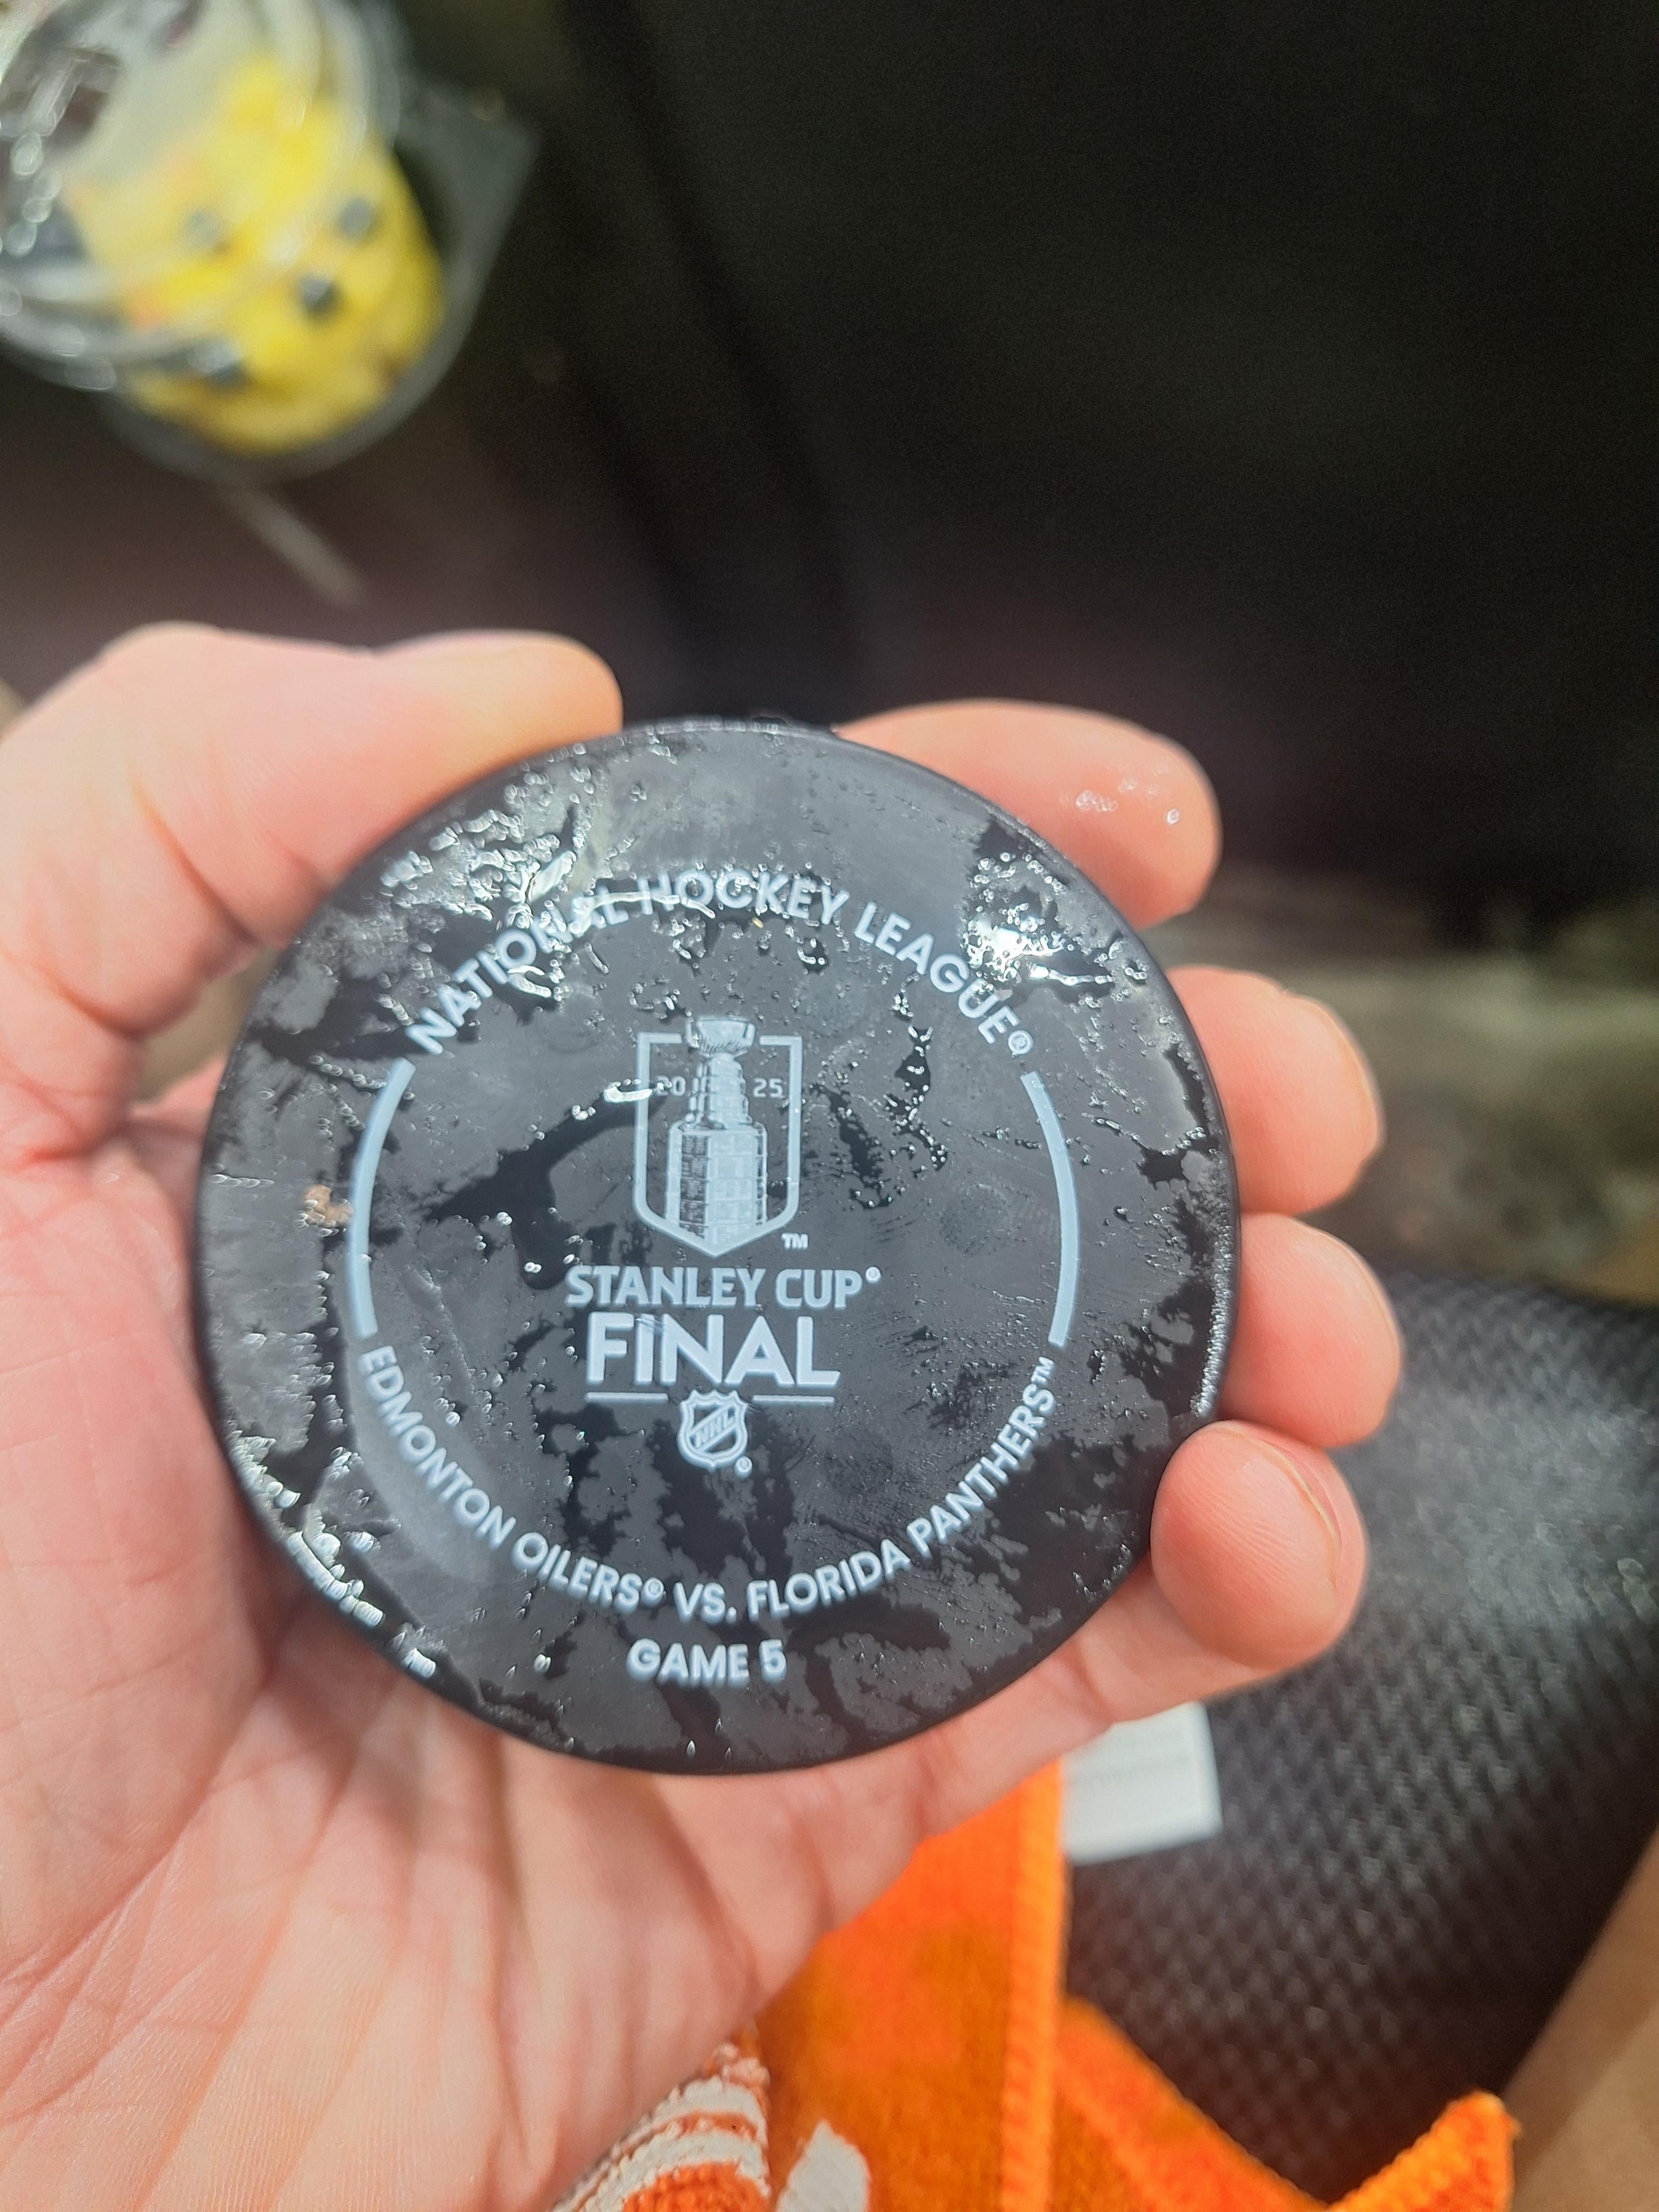 NATIONAL HOCKEY LEAGUE®
20 25
™
STANLEY CUP®
FINAL
NHL
®
EDMONTON OILERS® VS. FLORIDA PANTHERS™
GAME 5